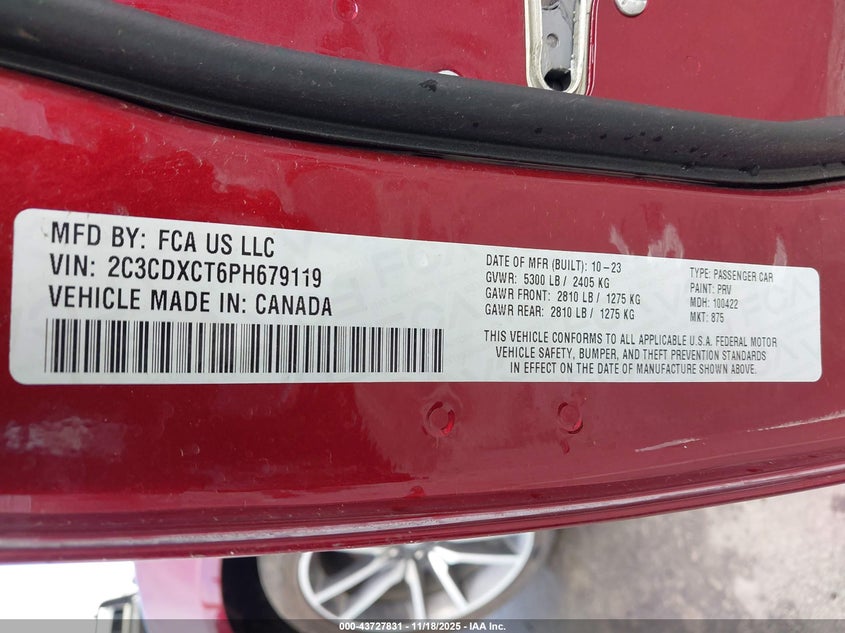 MFD BY: FCA US LLC
VIN: 2C3CDXCT6PH679119
VEHICLE MADE IN: CANADA
DATE OF MFR (BUILT): 10-23
GVWR: 5300 LB / 2405 KG
GAWR FRONT: 2810 LB / 1275 KG
GAWR REAR: 2810 LB / 1275 KG
TYPE: PASSENGER CAR
PAINT: PRV
MDH: 100422
MKT: 875
THIS VEHICLE CONFORMS TO ALL APPLICABLE U.S.A. FEDERAL MOTOR
VEHICLE SAFETY, BUMPER, AND THEFT PREVENTION STANDARDS
IN EFFECT ON THE DATE OF MANUFACTURE SHOWN ABOVE.
000-43727831 - 11/18/2025 - IAA Inc.